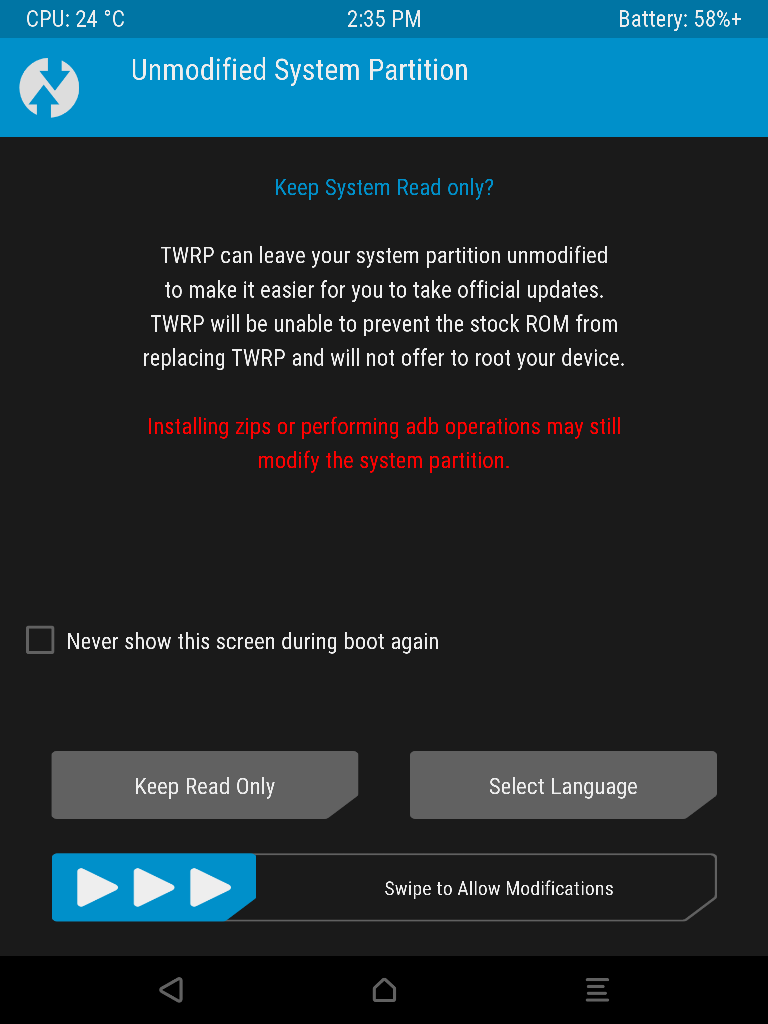 CPU: 24 °C 2:35 PM Battery: 58%+
Unmodified System Partition
Keep System Read only?
TWRP can leave your system partition unmodified
to make it easier for you to take official updates.
TWRP will be unable to prevent the stock ROM from
replacing TWRP and will not offer to root your device.
Installing zips or performing adb operations may still
modify the system partition.
Never show this screen during boot again
Keep Read Only Select Language
Swipe to Allow Modifications